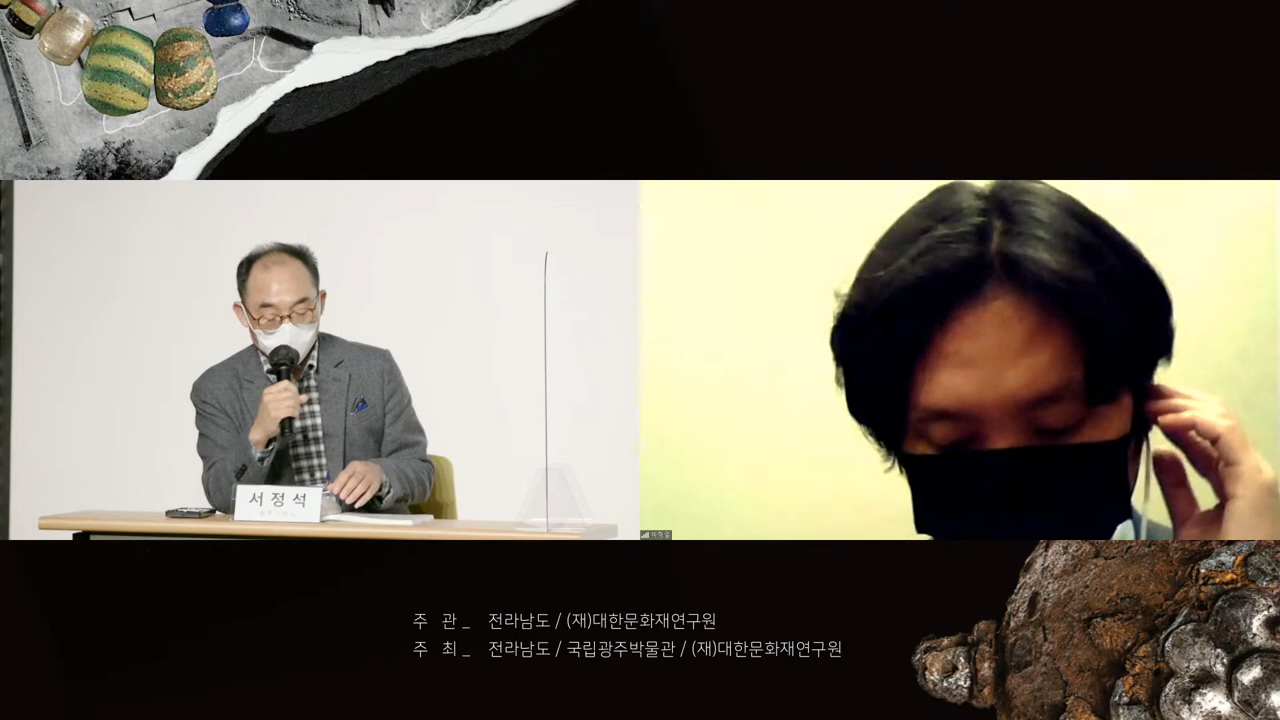 서정석
주 관 _ 전라남도 / (재)대한문화재연구원
주 최 _ 전라남도 / 국립광주박물관 / (재)대한문화재연구원